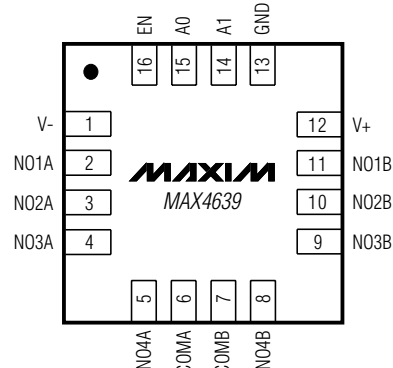 EN A0 A1 GND
16 15 14 13
V- 1 12 V+
NO1A 2 11 NO1B
MAXIM
NO2A 3 MAX4639 10 NO2B
NO3A 4 9 NO3B
5 6 7 8
NO4A COMA COMB NO4B